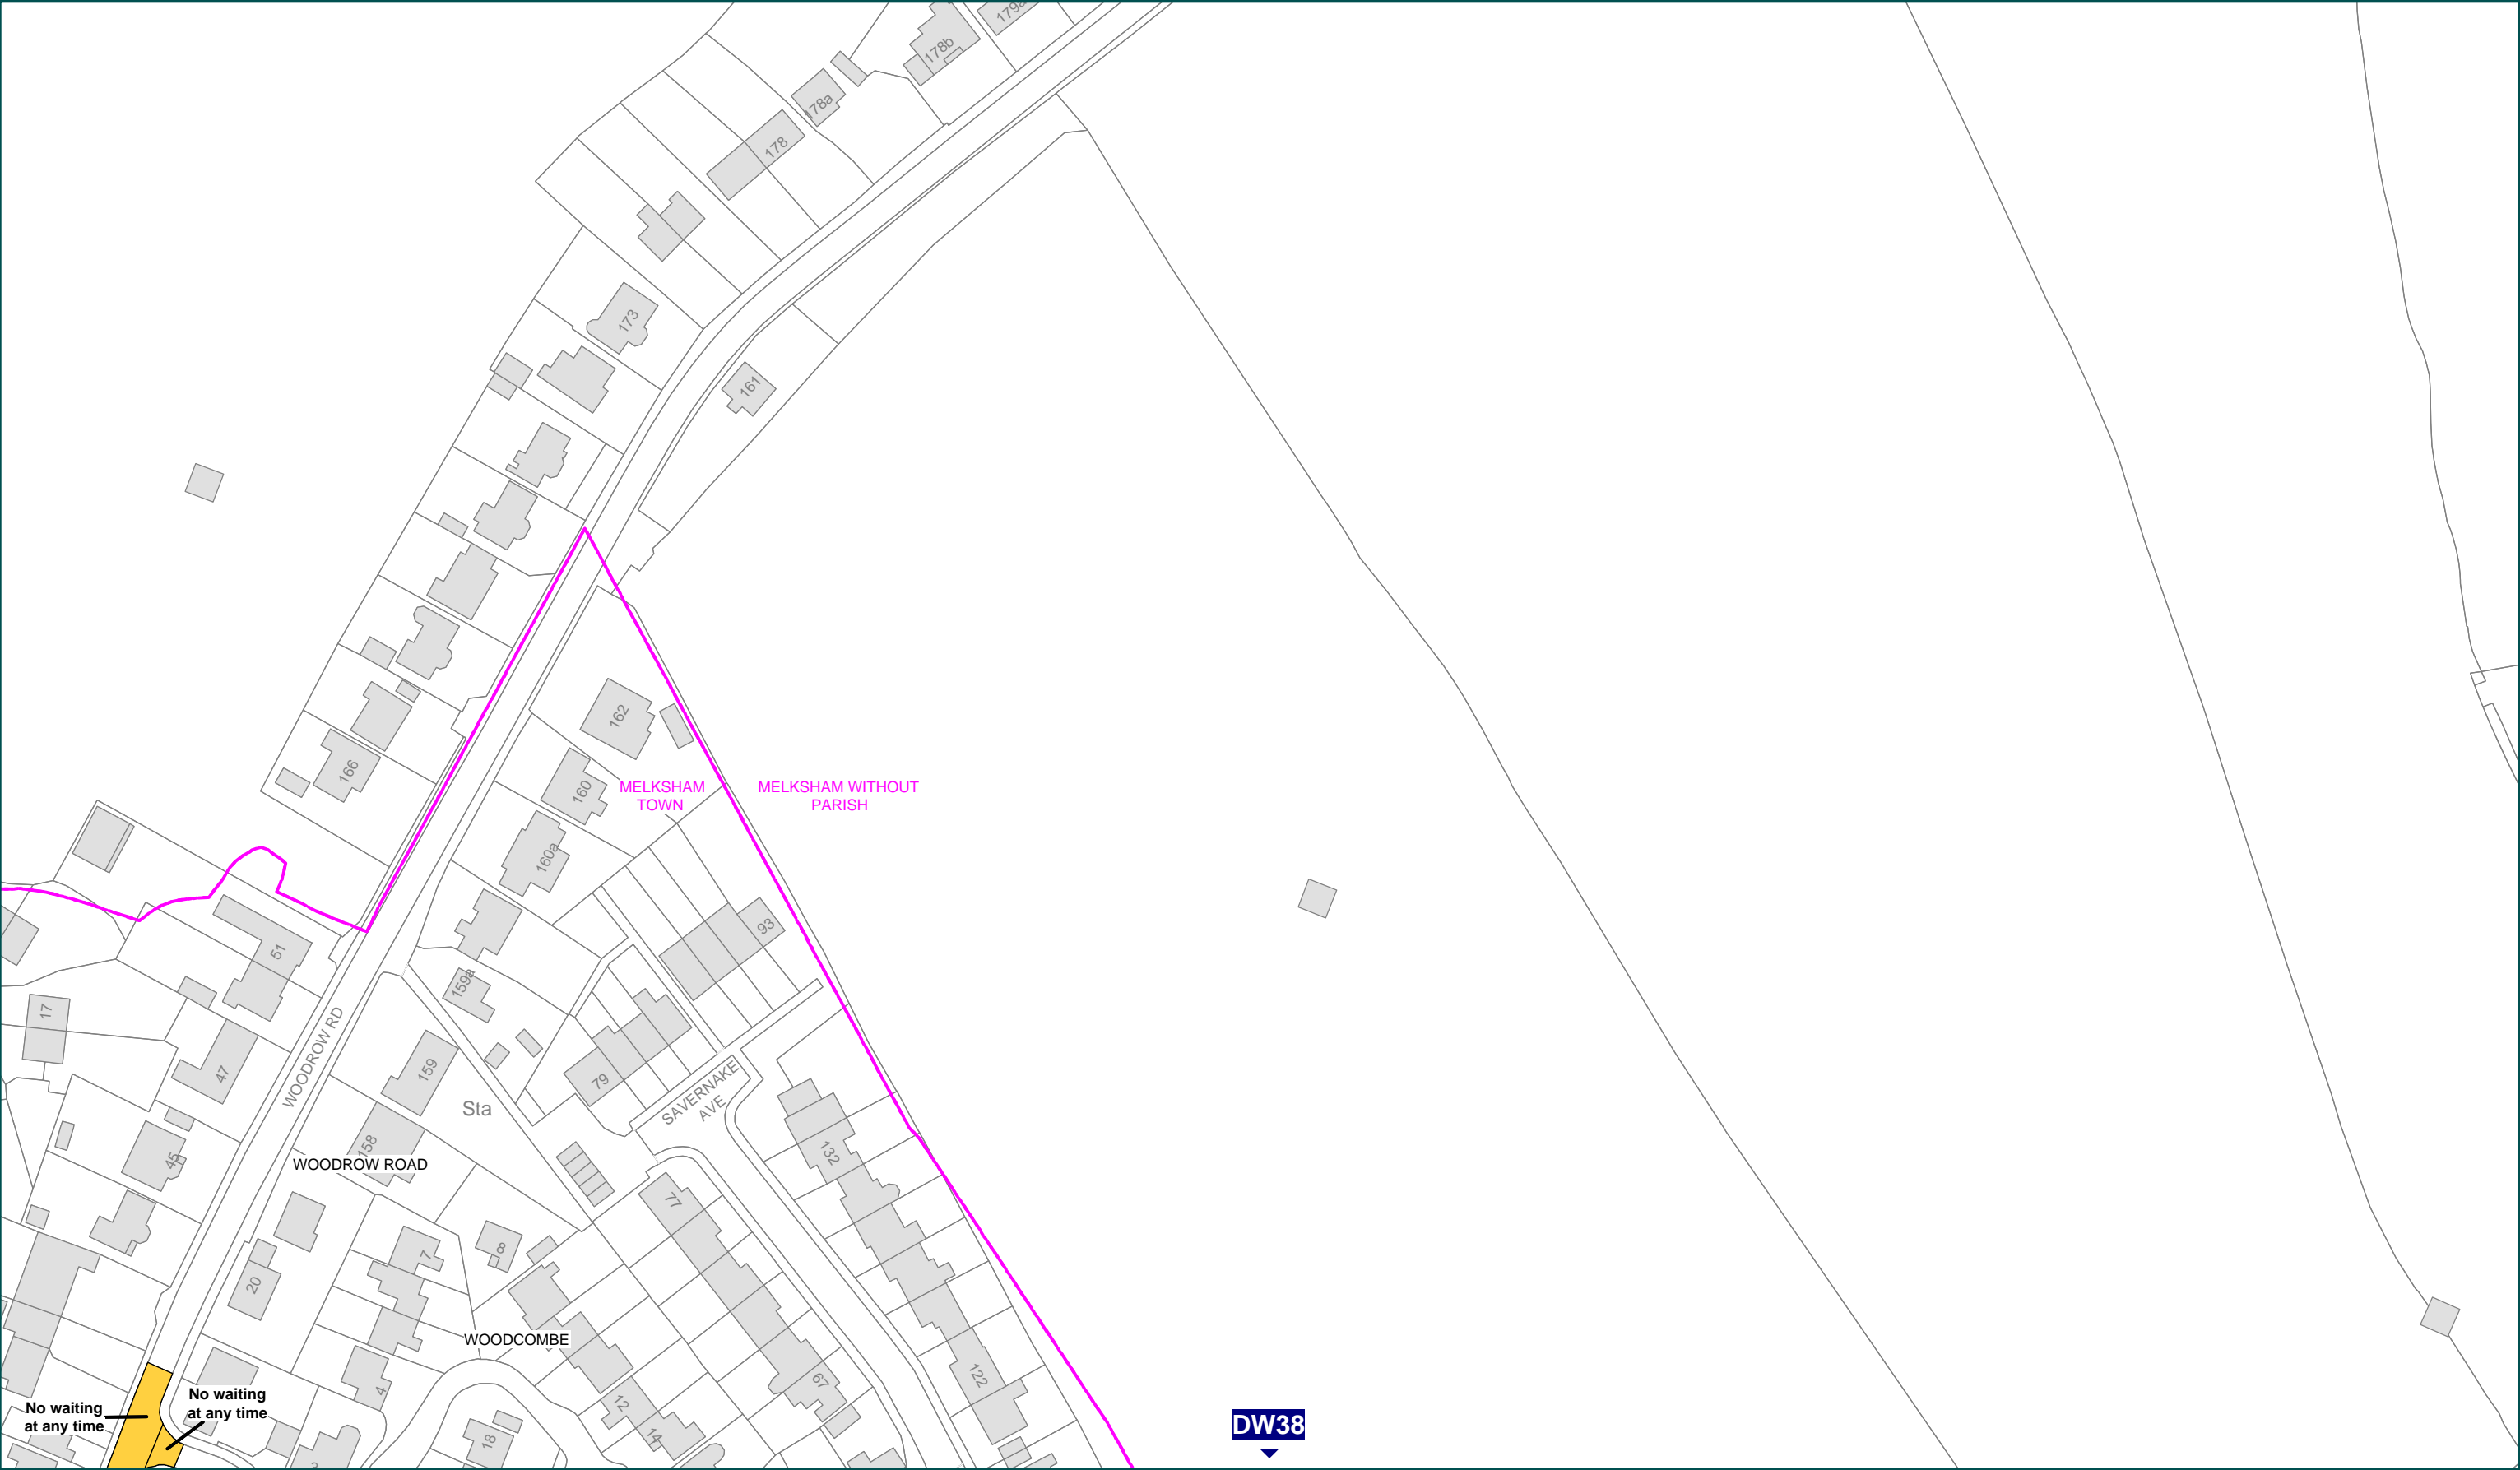 179a
178b
178a
178
173
161
162
166
160
MELKSHAM
TOWN
MELKSHAM WITHOUT
PARISH
160a
93
51
159a
17
WOODROW RD
47
159
79
SAVERNAKE
AVE
Sta
158
45
132
WOODROW ROAD
77
7
8
20
WOODCOMBE
4
67
122
12
14
18
No waiting
at any time
No waiting
at any time
DW38